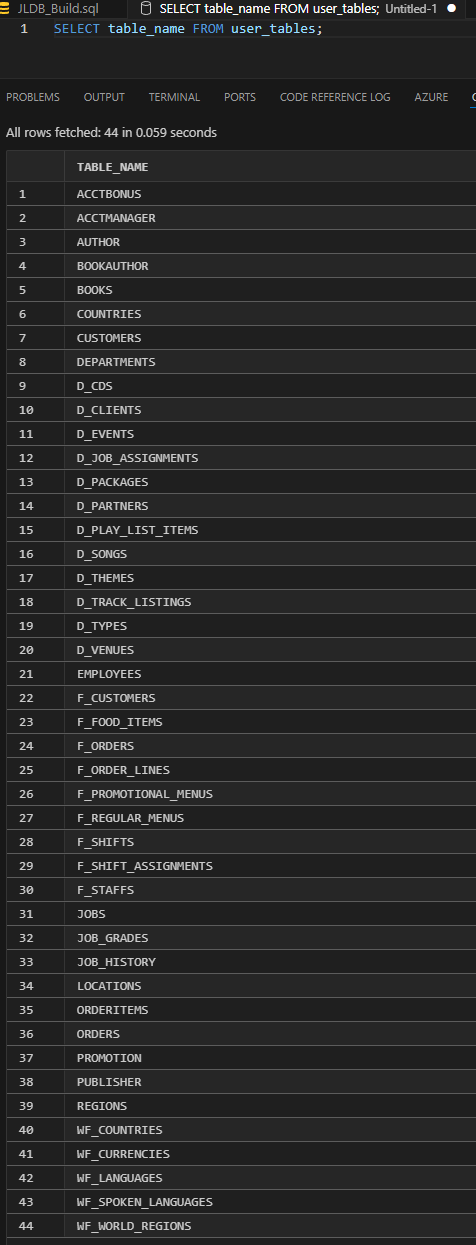 JLDB_Build.sql SELECT table_name FROM user_tables; Untitled-1
1 SELECT table_name FROM user_tables;
PROBLEMS OUTPUT TERMINAL PORTS CODE REFERENCE LOG AZURE
All rows fetched: 44 in 0.059 seconds
TABLE_NAME
1 ACCTBONUS
2 ACCTMANAGER
3 AUTHOR
4 BOOKAUTHOR
5 BOOKS
6 COUNTRIES
7 CUSTOMERS
8 DEPARTMENTS
9 D_CDS
10 D_CLIENTS
11 D_EVENTS
12 D_JOB_ASSIGNMENTS
13 D_PACKAGES
14 D_PARTNERS
15 D_PLAY_LIST_ITEMS
16 D_SONGS
17 D_THEMES
18 D_TRACK_LISTINGS
19 D_TYPES
20 D_VENUES
21 EMPLOYEES
22 F_CUSTOMERS
23 F_FOOD_ITEMS
24 F_ORDERS
25 F_ORDER_LINES
26 F_PROMOTIONAL_MENUS
27 F_REGULAR_MENUS
28 F_SHIFTS
29 F_SHIFT_ASSIGNMENTS
30 F_STAFFS
31 JOBS
32 JOB_GRADES
33 JOB_HISTORY
34 LOCATIONS
35 ORDERITEMS
36 ORDERS
37 PROMOTION
38 PUBLISHER
39 REGIONS
40 WF_COUNTRIES
41 WF_CURRENCIES
42 WF_LANGUAGES
43 WF_SPOKEN_LANGUAGES
44 WF_WORLD_REGIONS